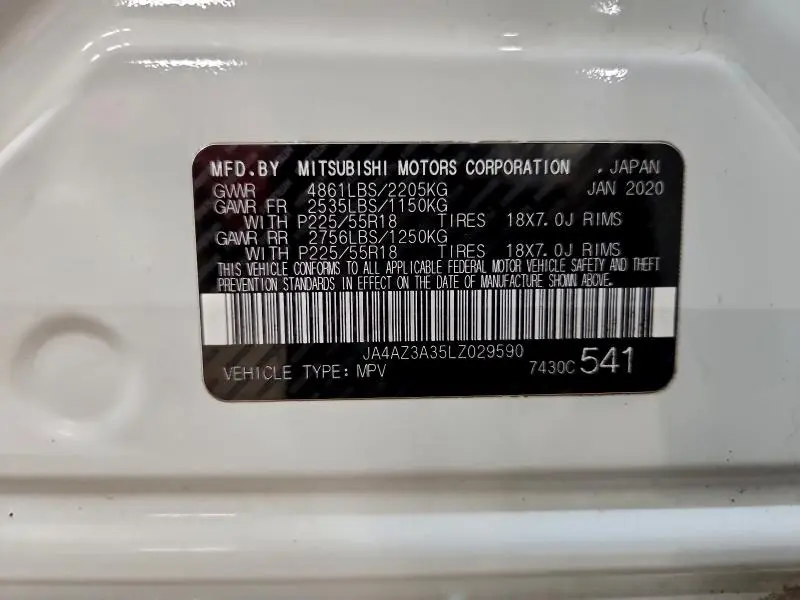 MFD.BY MITSUBISHI MOTORS CORPORATION , JAPAN
GVWR 4861LBS/2205KG JAN 2020
GAWR FR 2535LBS/1150KG
WITH P225/55R18 TIRES 18X7.0J RIMS
GAWR RR 2756LBS/1250KG
WITH P225/55R18 TIRES 18X7.0J RIMS
THIS VEHICLE CONFORMS TO ALL APPLICABLE FEDERAL MOTOR VEHICLE SAFETY AND THEFT
PREVENTION STANDARDS IN EFFECT ON THE DATE OF MANUFACTURE SHOWN ABOVE.
JA4AZ3A35LZ029590
VEHICLE TYPE: MPV 7430C 541